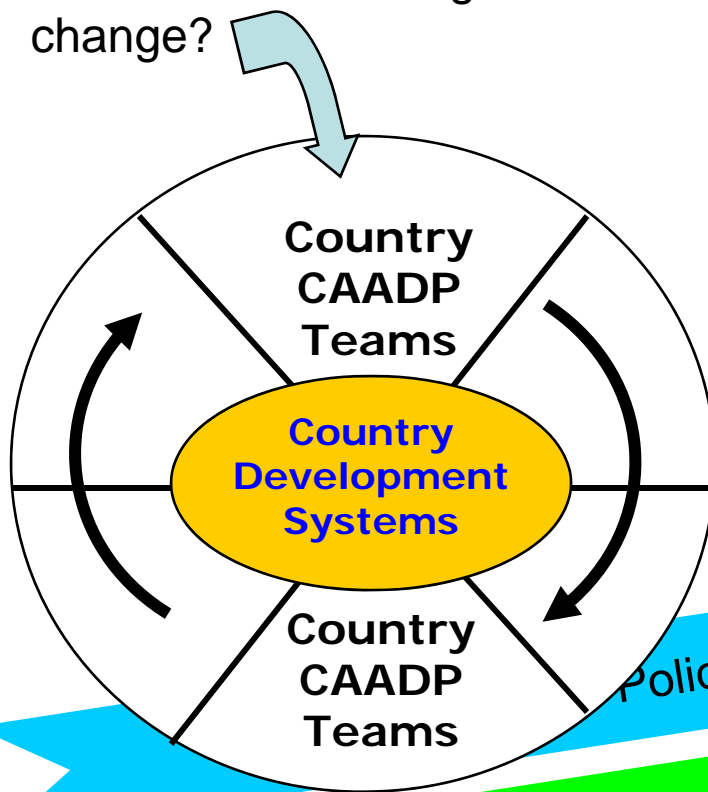 change?
Country
CAADP
Teams
Country
Development
Systems
Country
CAADP
Teams